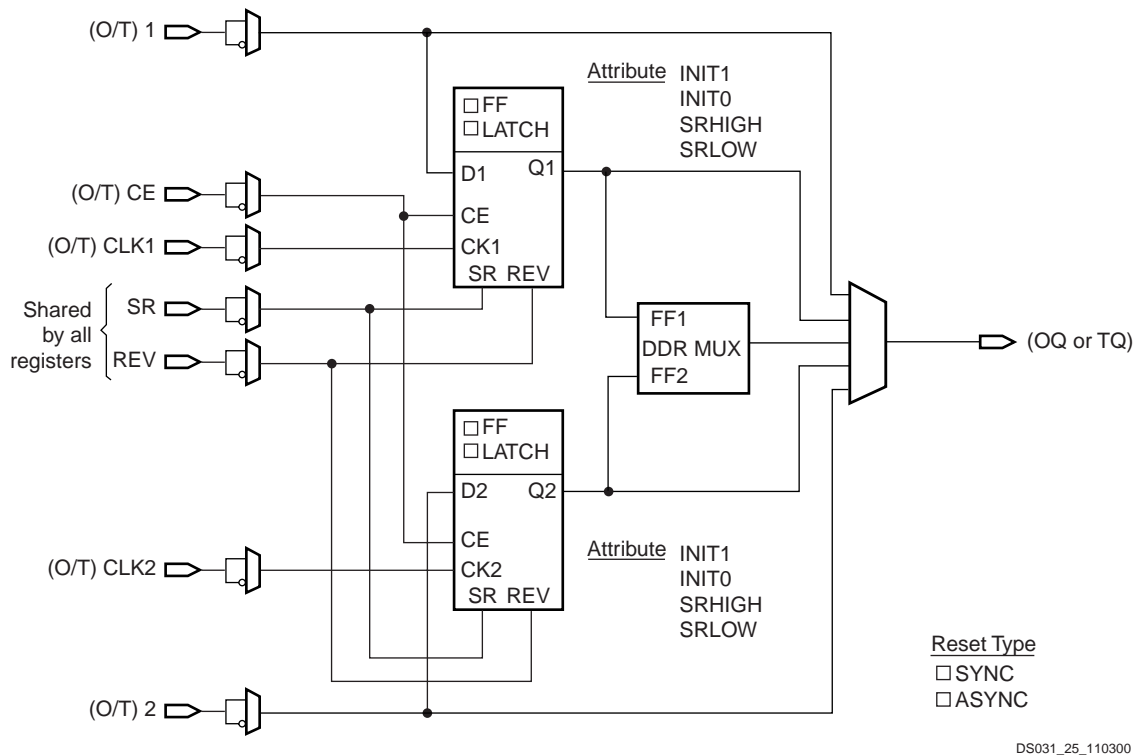 (O/T) 1
Attribute INIT1
INIT0
SRHIGH
SRLOW
FF
LATCH
D1 Q1
CE
CK1
SR REV
(O/T) CE
(O/T) CLK1
Shared
by all
registers
SR
REV
FF1
DDR MUX
FF2
(OQ or TQ)
FF
LATCH
D2 Q2
CE
CK2
SR REV
Attribute INIT1
INIT0
SRHIGH
SRLOW
(O/T) CLK2
(O/T) 2
Reset Type
SYNC
ASYNC
DS031_25_110300